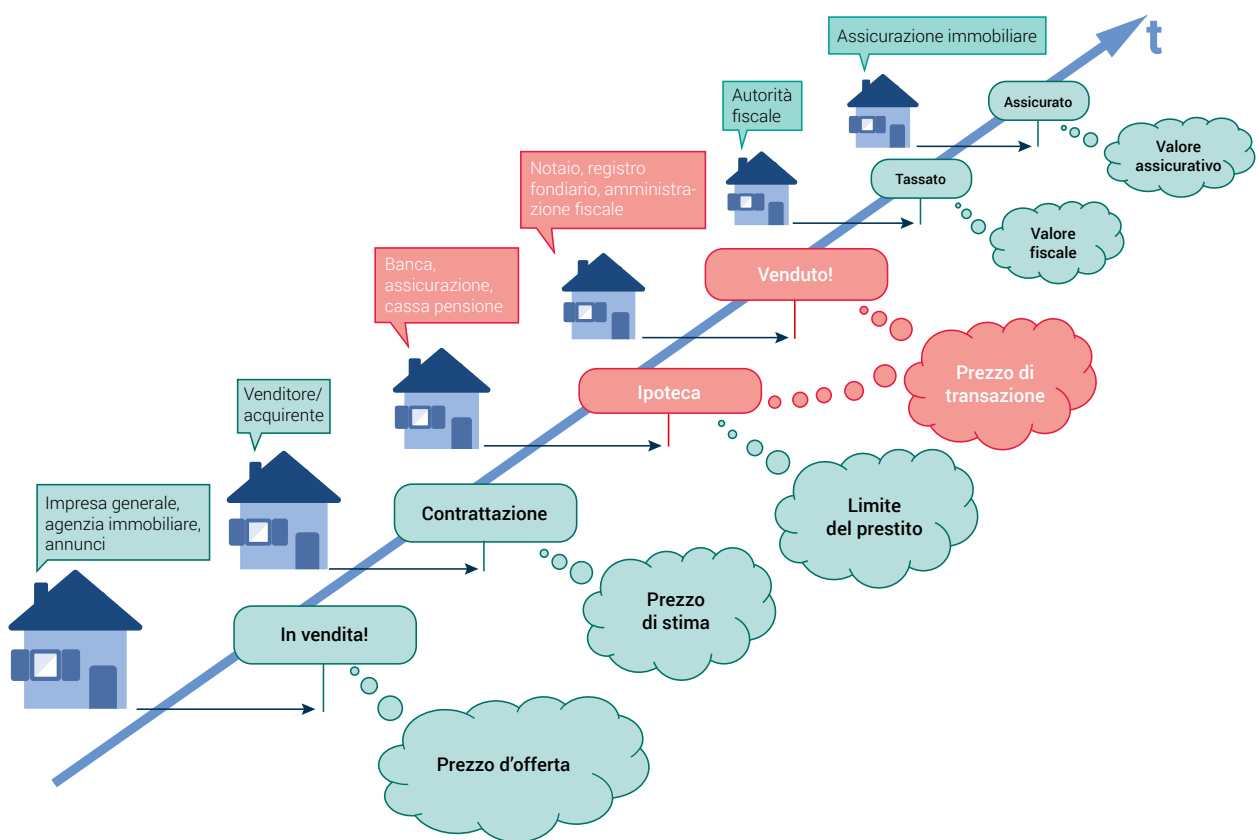 Assicurazione immobiliare
t
Assicurato
Valore
assicurativo
Autorità
fiscale
Tassato
Valore
fiscale
Notaio, registro
fondiario, amministra-
zione fiscale
Venduto!
Banca,
assicurazione,
cassa pensione
Prezzo di
transazione
Ipoteca
Venditore/
acquirente
Limite
del prestito
Contrattazione
Impresa generale,
agenzia immobiliare,
annunci
Prezzo
di stima
In vendita!
Prezzo d'offerta